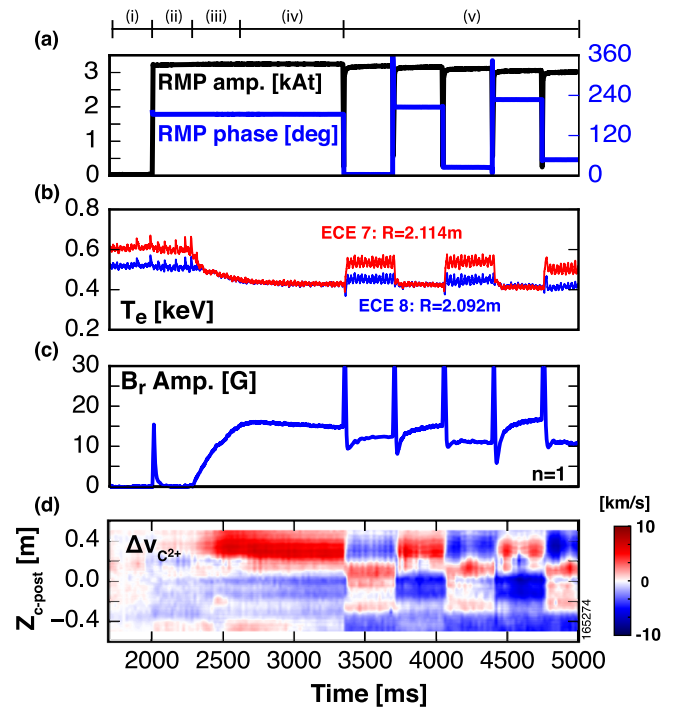 (i) (ii) (iii) (iv) (v)
(a)
3
2
1
0
RMP amp. [kAt]
RMP phase [deg]
360
240
120
0
(b)
0.8
0.6
0.4
0.2
ECE 7: R=2.114m
ECE 8: R=2.092m
T_e [keV]
(c)
30
20
10
0
B_r Amp. [G]
n=1
(d)
Z_c-post [m]
0.4
0.0
−0.4
Δv_C²⁺
165274
[km/s]
10
0
-10
2000 2500 3000 3500 4000 4500 5000
Time [ms]